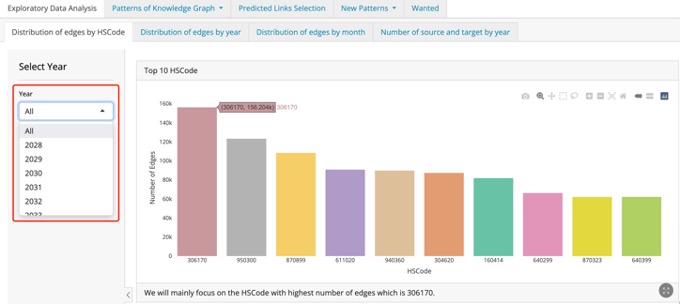 Exploratory Data Analysis Patterns of Knowledge Graph Predicted Links Selection New Patterns Wanted
Distribution of edges by HSCode Distribution of edges by year Distribution of edges by month Number of source and target by year
Select Year
Year
All
All
2028
2029
2030
2031
2032
2033
Top 10 HSCode
(306170, 156.204k) 306170
160k
140k
120k
100k
80k
60k
40k
20k
0
Number of Edges
306170 950300 870899 611020 940360 304620 160414 640299 870323 640399
HSCode
We will mainly focus on the HSCode with highest number of edges which is 306170.